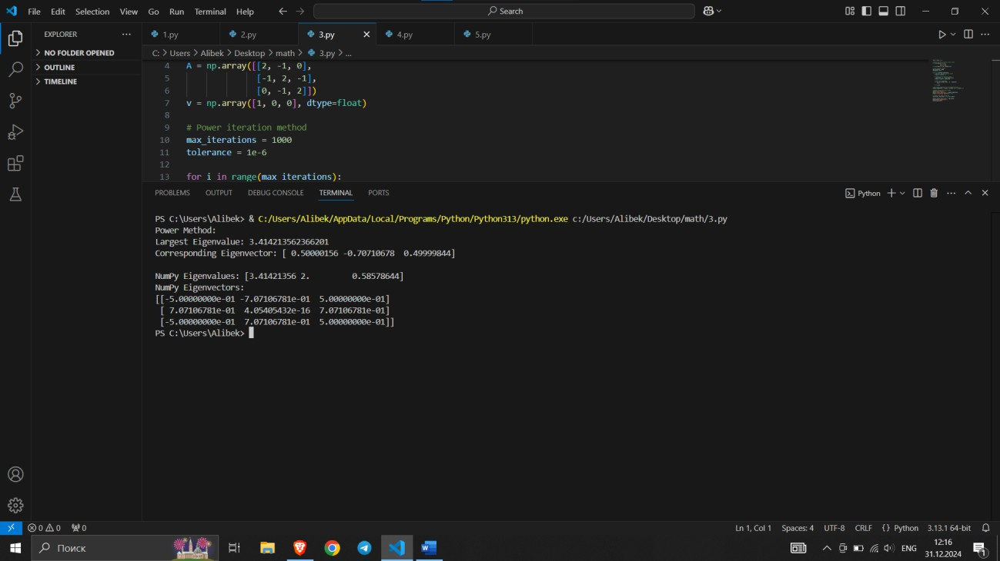 File Edit Selection View Go Run Terminal Help Search
EXPLORER
NO FOLDER OPENED
OUTLINE
TIMELINE
1.py 2.py 3.py 4.py 5.py
C: > Users > Alibek > Desktop > math > 3.py > ...
4 A = np.array([[2, -1, 0],
5 [-1, 2, -1],
6 [0, -1, 2]])
7 v = np.array([1, 0, 0], dtype=float)
8
9 # Power iteration method
10 max_iterations = 1000
11 tolerance = 1e-6
12
13 for i in range(max_iterations):
PROBLEMS OUTPUT DEBUG CONSOLE TERMINAL PORTS Python
PS C:\Users\Alibek> & C:/Users/Alibek/AppData/Local/Programs/Python/Python313/python.exe c:/Users/Alibek/Desktop/math/3.py
Power Method:
Largest Eigenvalue: 3.414213562366201
Corresponding Eigenvector: [ 0.50000156 -0.70710678  0.49999844]
NumPy Eigenvalues: [3.41421356 2.         0.58578644]
NumPy Eigenvectors:
[[-5.00000000e-01 -7.07106781e-01  5.00000000e-01]
 [ 7.07106781e-01  4.05405432e-16  7.07106781e-01]
 [-5.00000000e-01  7.07106781e-01  5.00000000e-01]]
PS C:\Users\Alibek>
0 0 0 Ln 1, Col 1 Spaces: 4 UTF-8 CRLF {} Python 3.13.1 64-bit
Поиск ENG 12:16
31.12.2024 1